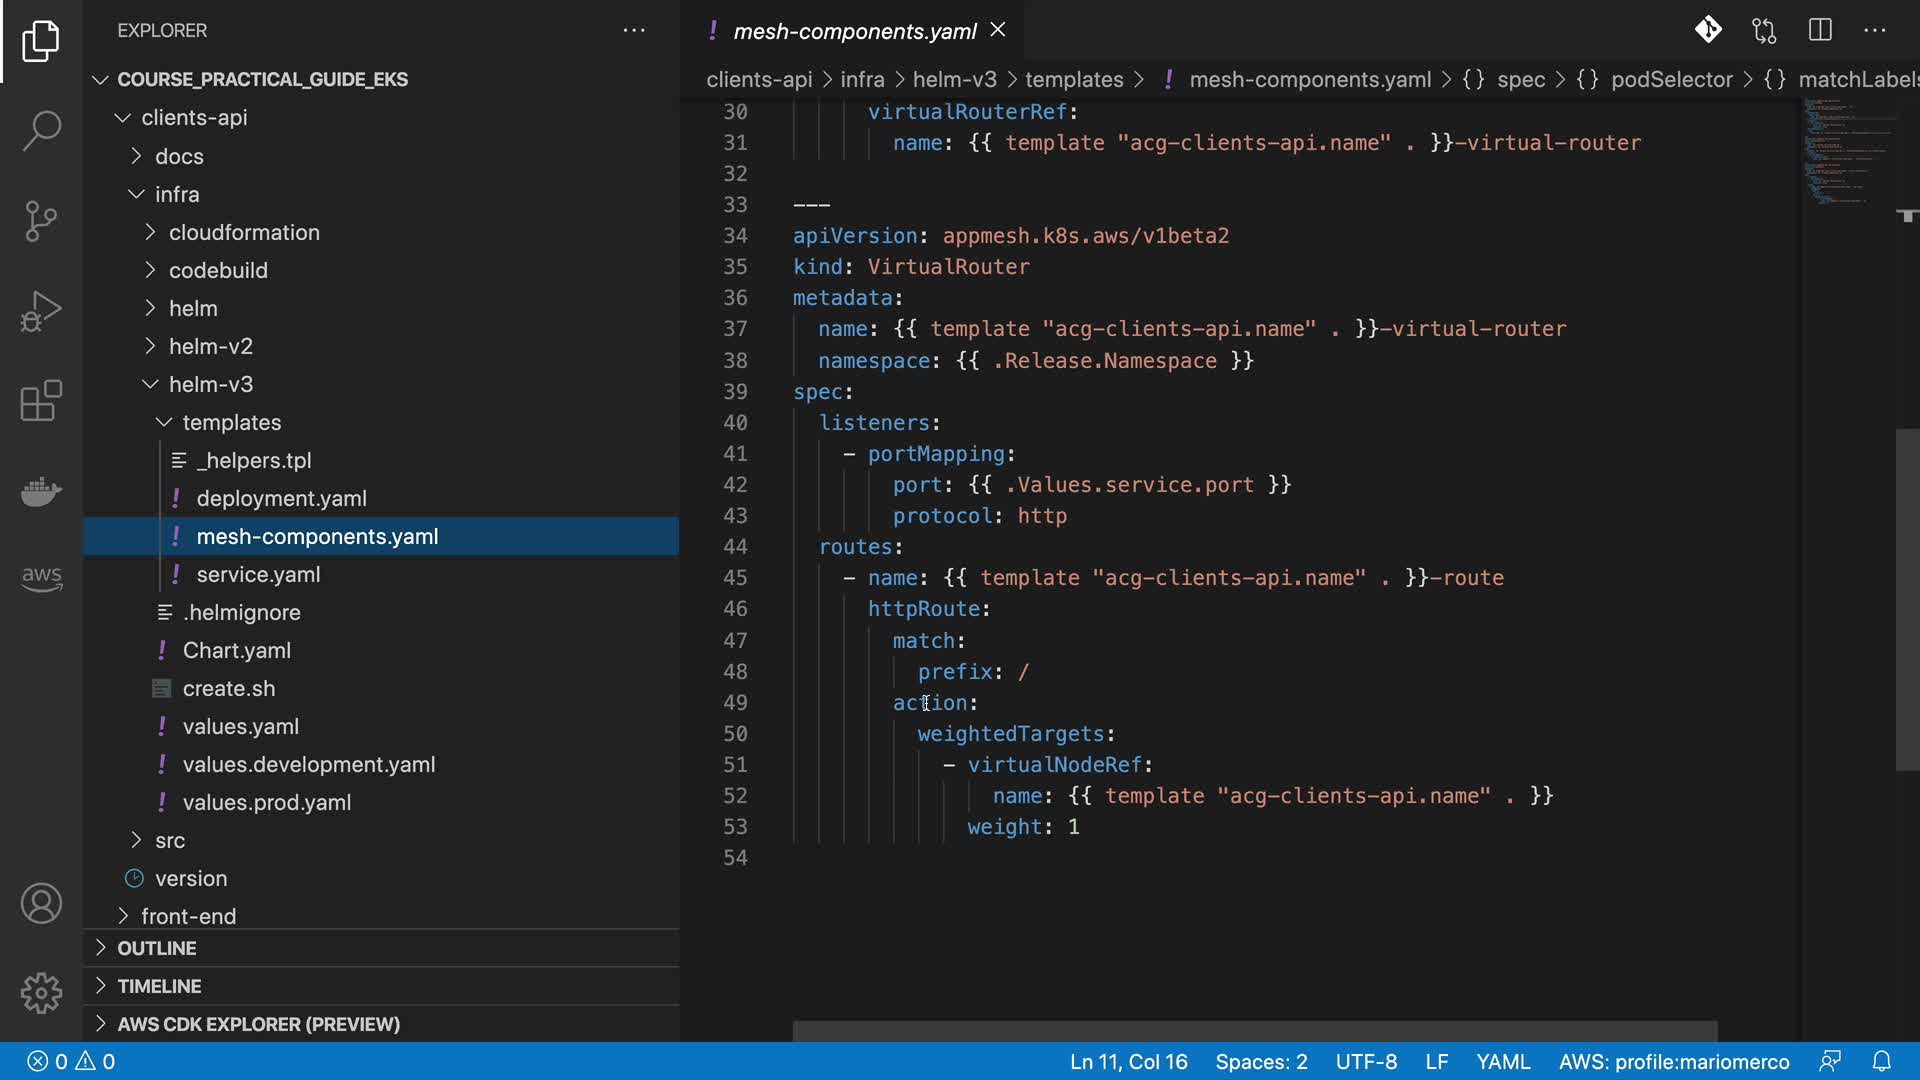 EXPLORER
COURSE_PRACTICAL_GUIDE_EKS
clients-api
docs
infra
cloudformation
codebuild
helm
helm-v2
helm-v3
templates
_helpers.tpl
! deployment.yaml
! mesh-components.yaml
! service.yaml
.helmignore
! Chart.yaml
create.sh
! values.yaml
! values.development.yaml
! values.prod.yaml
src
version
front-end
OUTLINE
TIMELINE
AWS CDK EXPLORER (PREVIEW)
aws
! mesh-components.yaml
clients-api > infra > helm-v3 > templates > ! mesh-components.yaml > {} spec > {} podSelector > {} matchLabels
30 virtualRouterRef:
31 name: {{ template "acg-clients-api.name" . }}-virtual-router
32
33 ---
34 apiVersion: appmesh.k8s.aws/v1beta2
35 kind: VirtualRouter
36 metadata:
37 name: {{ template "acg-clients-api.name" . }}-virtual-router
38 namespace: {{ .Release.Namespace }}
39 spec:
40 listeners:
41 - portMapping:
42 port: {{ .Values.service.port }}
43 protocol: http
44 routes:
45 - name: {{ template "acg-clients-api.name" . }}-route
46 httpRoute:
47 match:
48 prefix: /
49 action:
50 weightedTargets:
51 - virtualNodeRef:
52 name: {{ template "acg-clients-api.name" . }}
53 weight: 1
54
0 0 Ln 11, Col 16 Spaces: 2 UTF-8 LF YAML AWS: profile:mariomerco